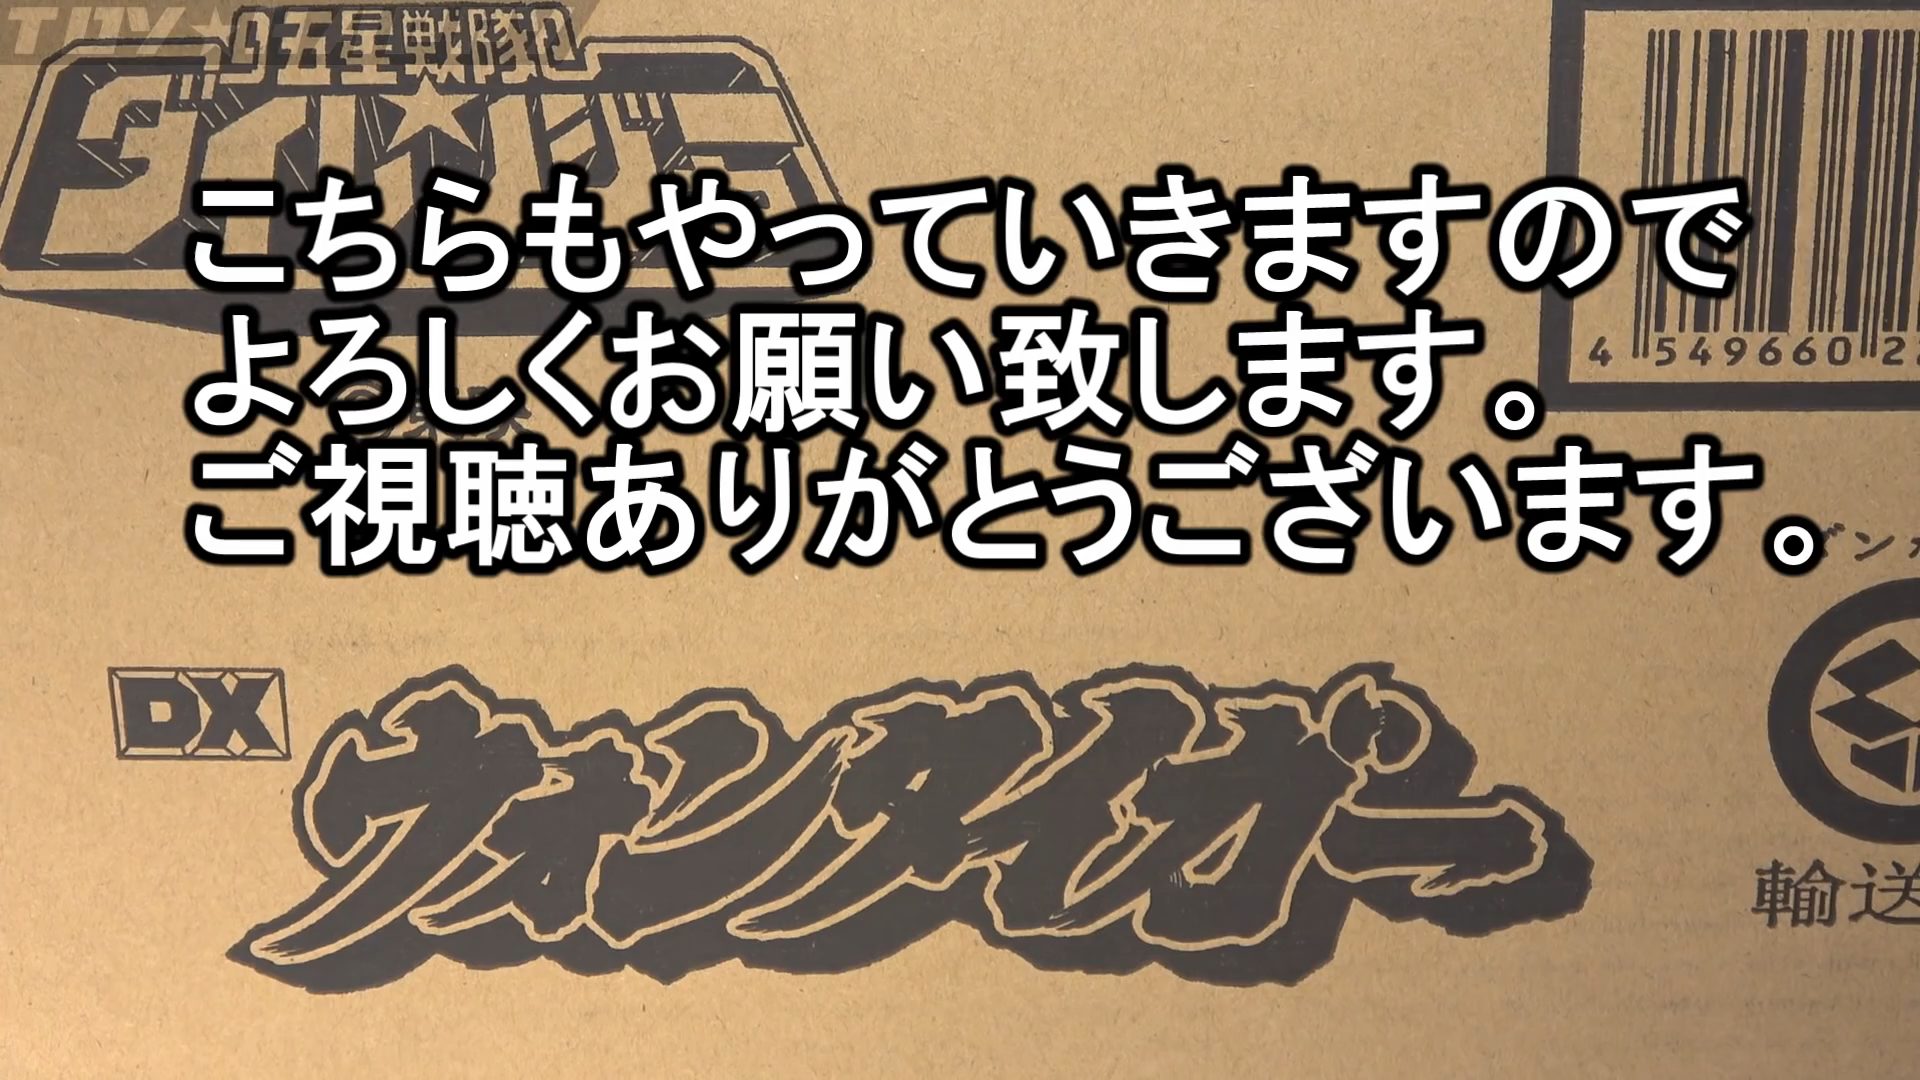 五星戦隊
ダイレンジャー
こちらもやっていきますので
よろしくお願い致します。
ご視聴ありがとうございます。
4 549660 2
DX
ウォンタイガー
輸送